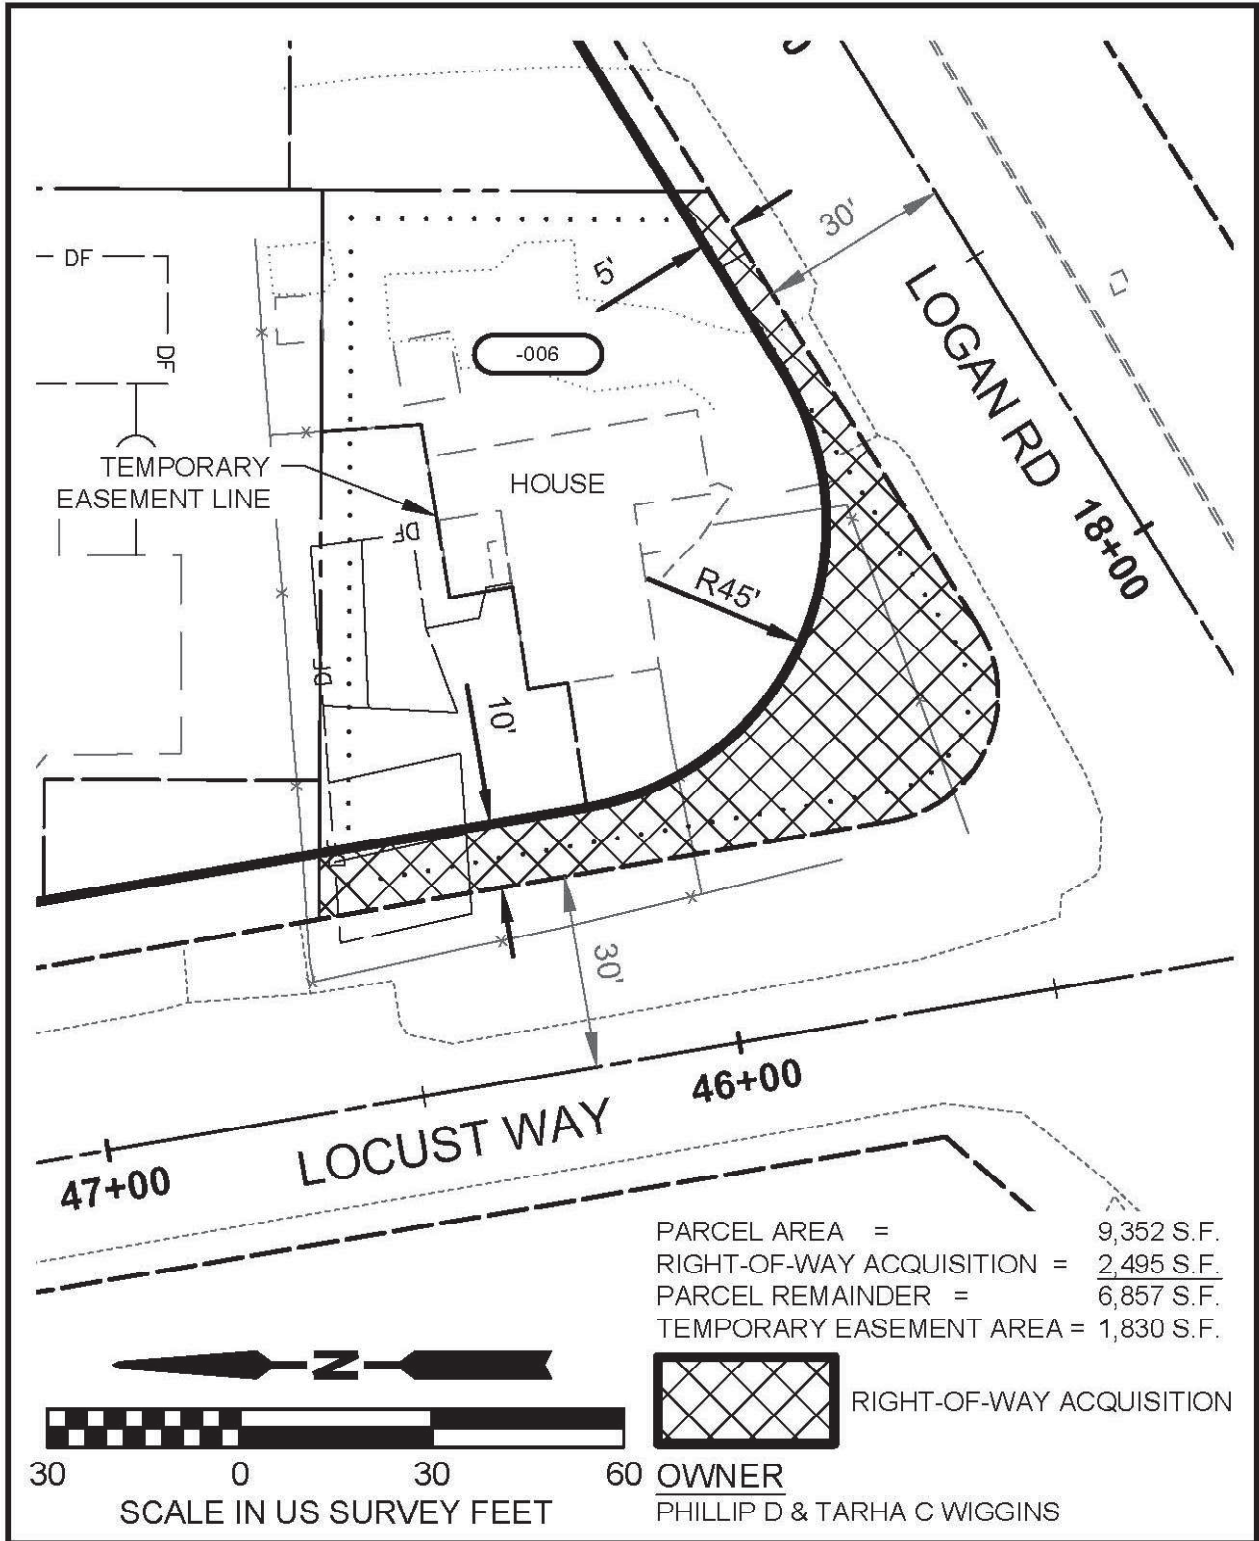 30'
5'
DF
LOGAN RD
DF
-006
TEMPORARY
EASEMENT LINE
HOUSE
DF
18+00
R45'
DF
10'
30'
46+00
LOCUST WAY
47+00
PARCEL AREA = 9,352 S.F.
RIGHT-OF-WAY ACQUISITION = 2,495 S.F.
PARCEL REMAINDER = 6,857 S.F.
TEMPORARY EASEMENT AREA = 1,830 S.F.
N
RIGHT-OF-WAY ACQUISITION
30 0 30 60
SCALE IN US SURVEY FEET
OWNER
PHILLIP D & TARHA C WIGGINS